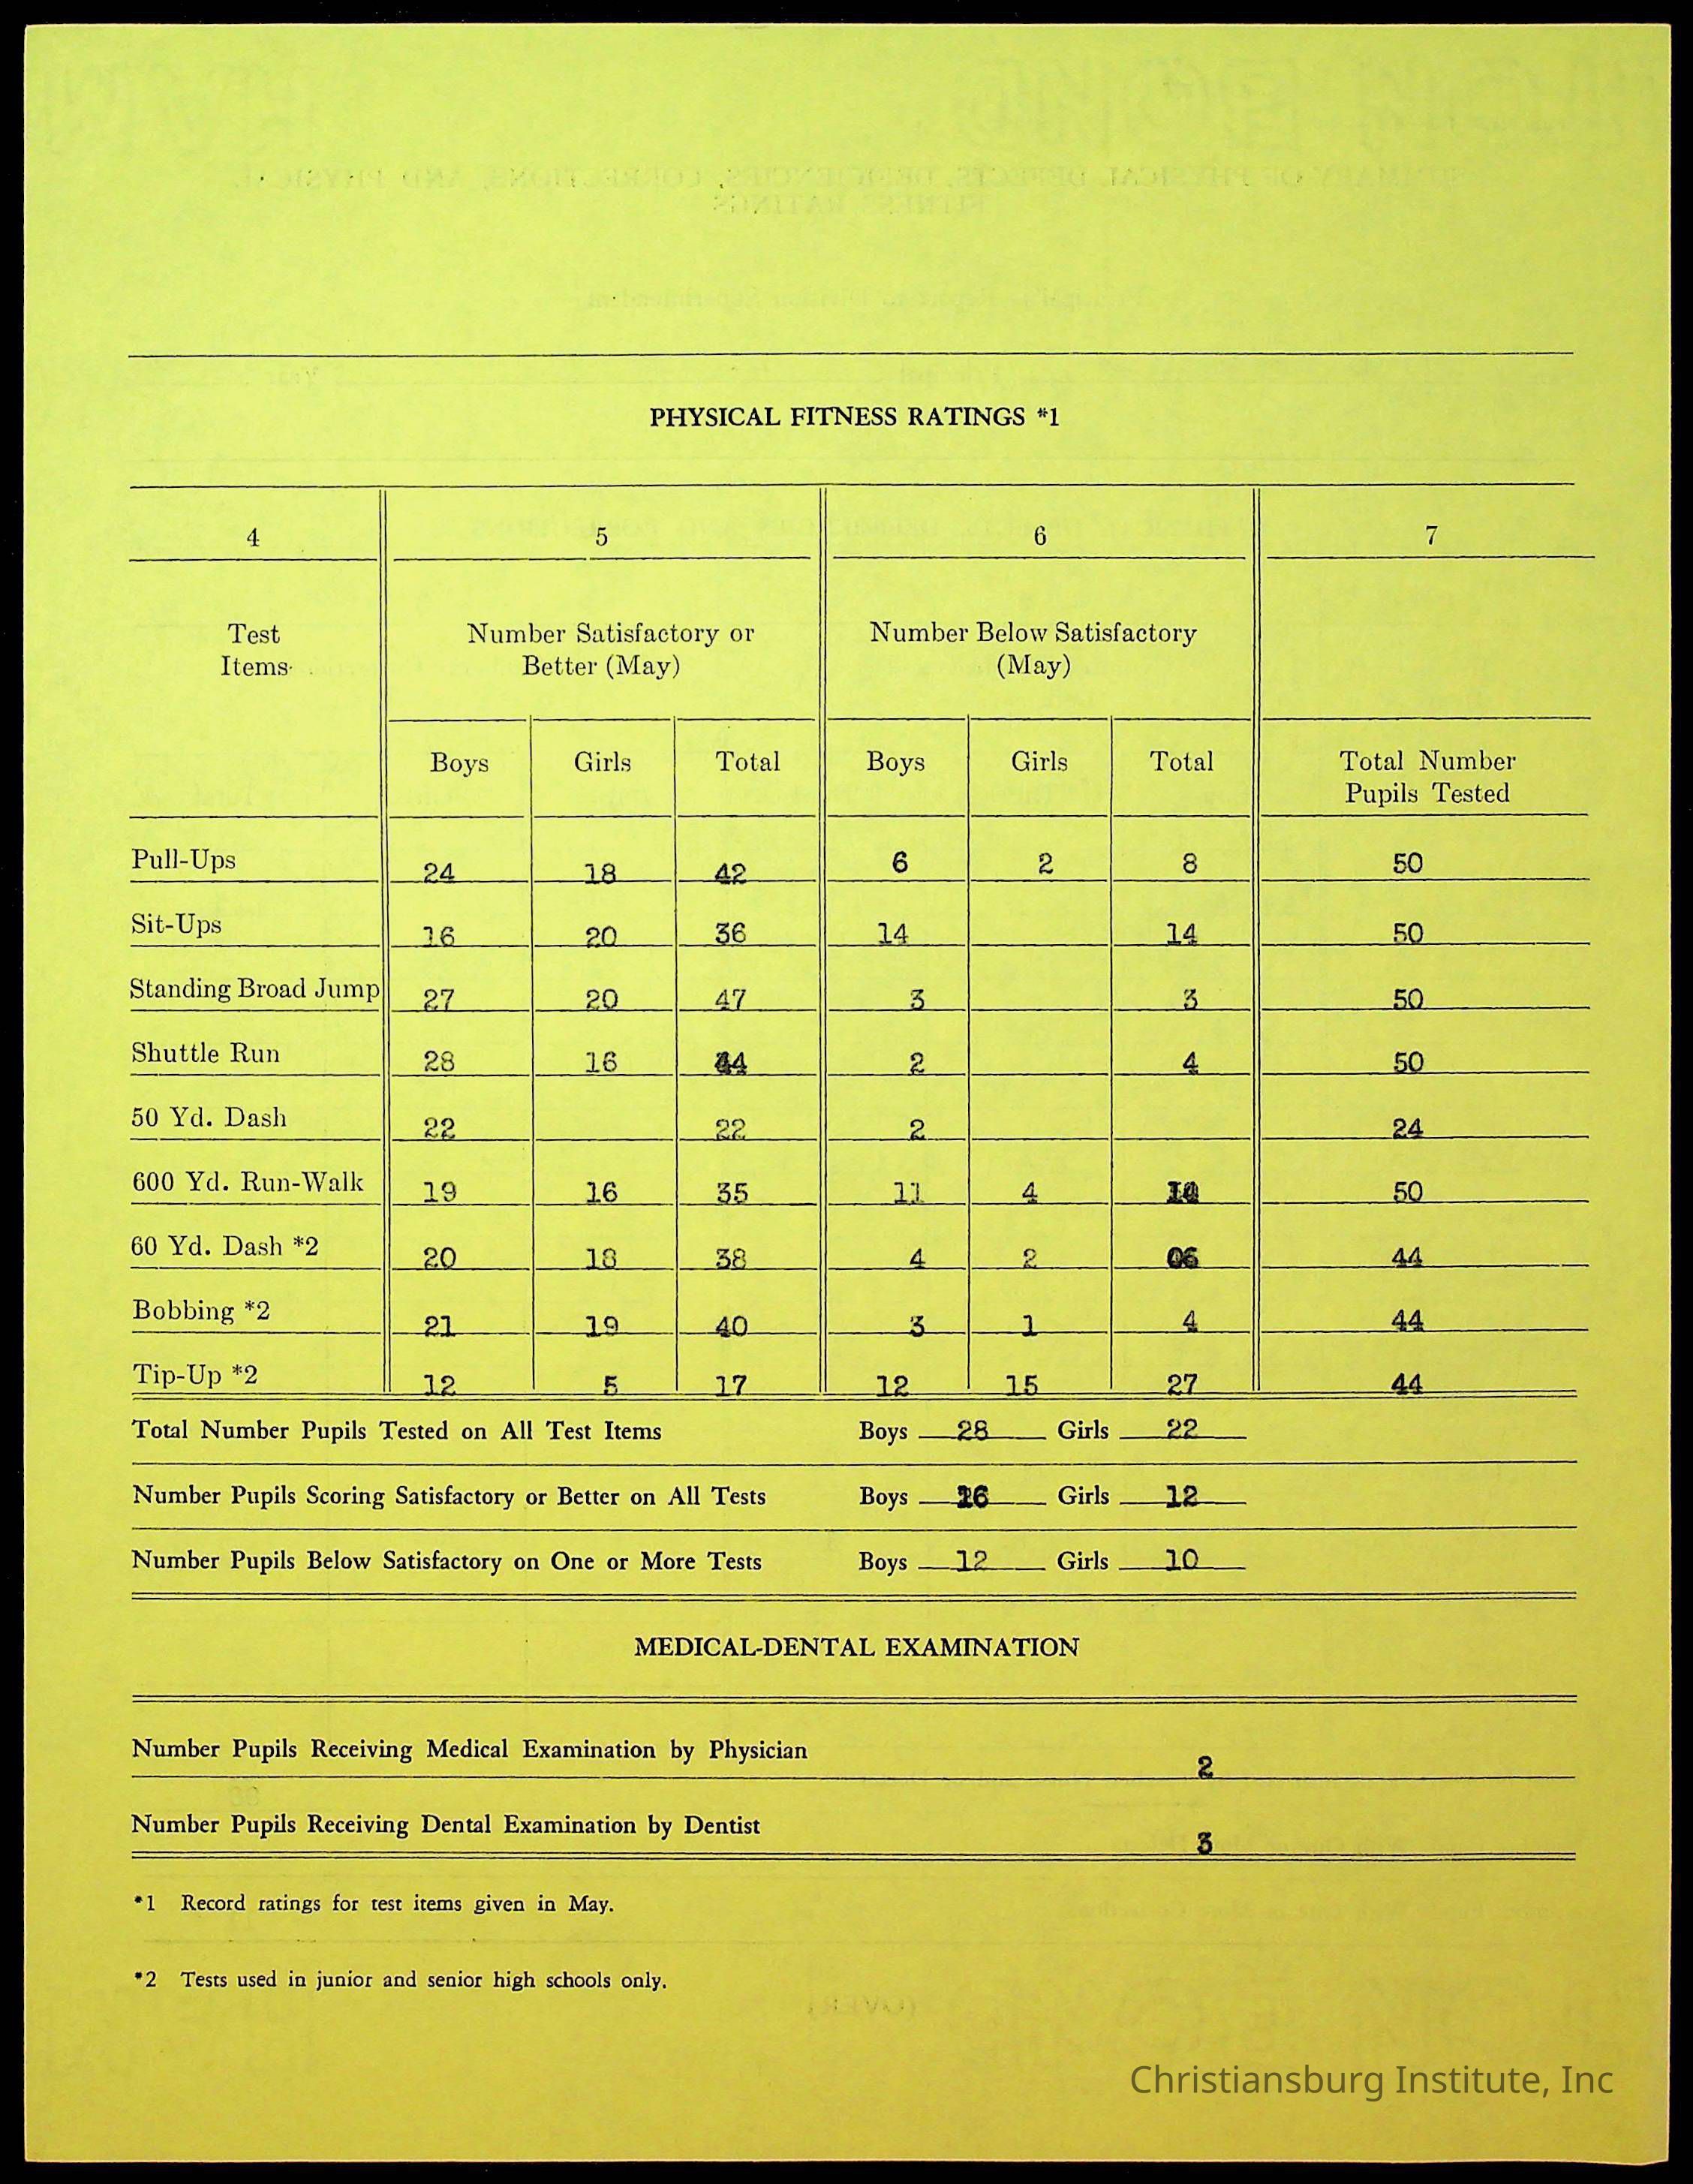 PHYSICAL FITNESS RATINGS *1
4 5 6 7
Test Number Satisfactory or Number Below Satisfactory
Items Better (May) (May)
Boys Girls Total Boys Girls Total Total Number
Pupils Tested
Pull-Ups 24 18 42 6 2 8 50
Sit-Ups 16 20 36 14 14 50
Standing Broad Jump 27 20 47 3 3 50
Shuttle Run 28 16 44 2 4 50
50 Yd. Dash 22 22 2 24
600 Yd. Run-Walk 19 16 35 11 4 50
60 Yd. Dash *2 20 18 38 4 2 06 44
Bobbing *2 21 19 40 3 1 4 44
Tip-Up *2 12 5 17 12 15 27 44
Total Number Pupils Tested on All Test Items Boys 28 Girls 22
Number Pupils Scoring Satisfactory or Better on All Tests Boys 16 Girls 12
Number Pupils Below Satisfactory on One or More Tests Boys 12 Girls 10
MEDICAL-DENTAL EXAMINATION
Number Pupils Receiving Medical Examination by Physician 2
Number Pupils Receiving Dental Examination by Dentist 3
*1 Record ratings for test items given in May.
*2 Tests used in junior and senior high schools only.
Christiansburg Institute, Inc